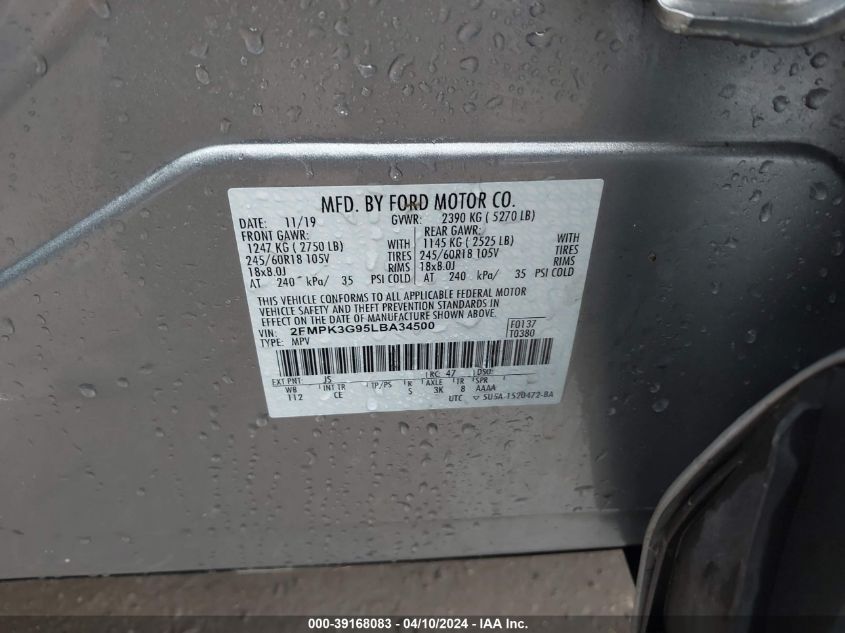 MFD. BY FORD MOTOR CO.
DATE: 11/19 GVWR: 2390 KG ( 5270 LB)
FRONT GAWR: REAR GAWR:
1247 KG ( 2750 LB) WITH 1145 KG ( 2525 LB) WITH
245/60R18 105V TIRES 245/60R18 105V TIRES
18x8.0J RIMS 18x8.0J RIMS
AT 240 kPa/ 35 PSI COLD AT 240 kPa/ 35 PSI COLD
THIS VEHICLE CONFORMS TO ALL APPLICABLE FEDERAL MOTOR
VEHICLE SAFETY AND THEFT PREVENTION STANDARDS IN
EFFECT ON THE DATE OF MANUFACTURE SHOWN ABOVE.
VIN: 2FMPK3G95LBA34500 F0137
TYPE: MPV T0380
EXT PNT: JS RC: 47 DSO:
WB INT TR TP/PS R AXLE TR SPR
112 CE 5 3K 8 AAAA
UTC ▽ 5U5A-1520472-BA
000-39168083 - 04/10/2024 - IAA Inc.